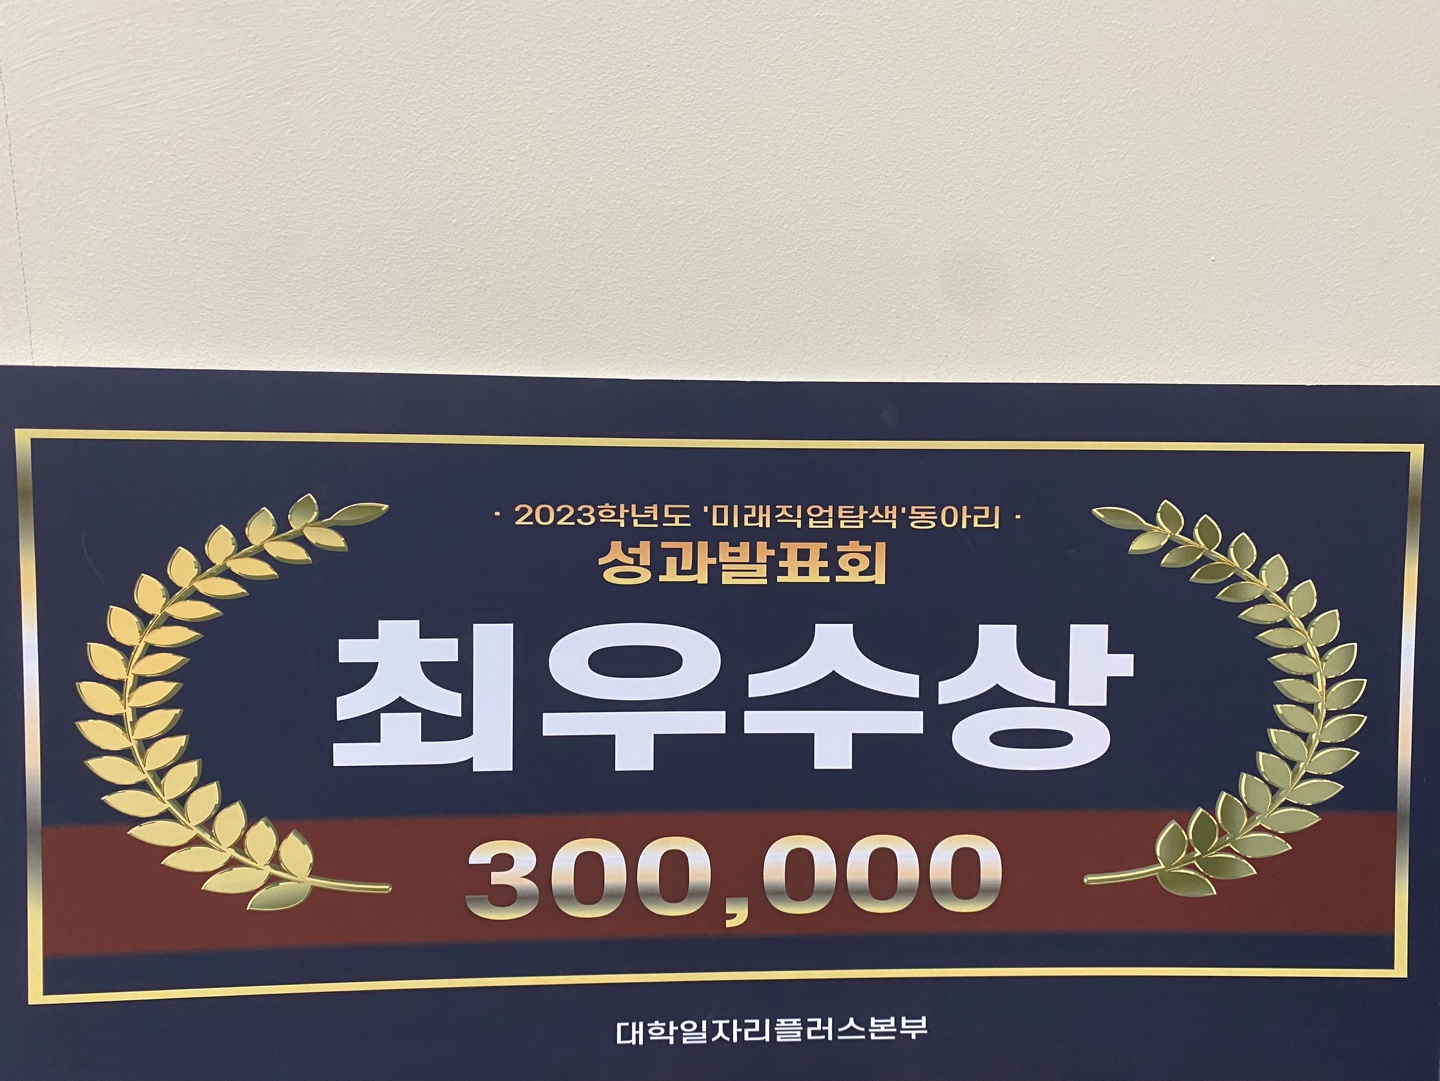 · 2023학년도 '미래직업탐색'동아리 ·
성과발표회
최우수상
300,000
대학일자리플러스본부